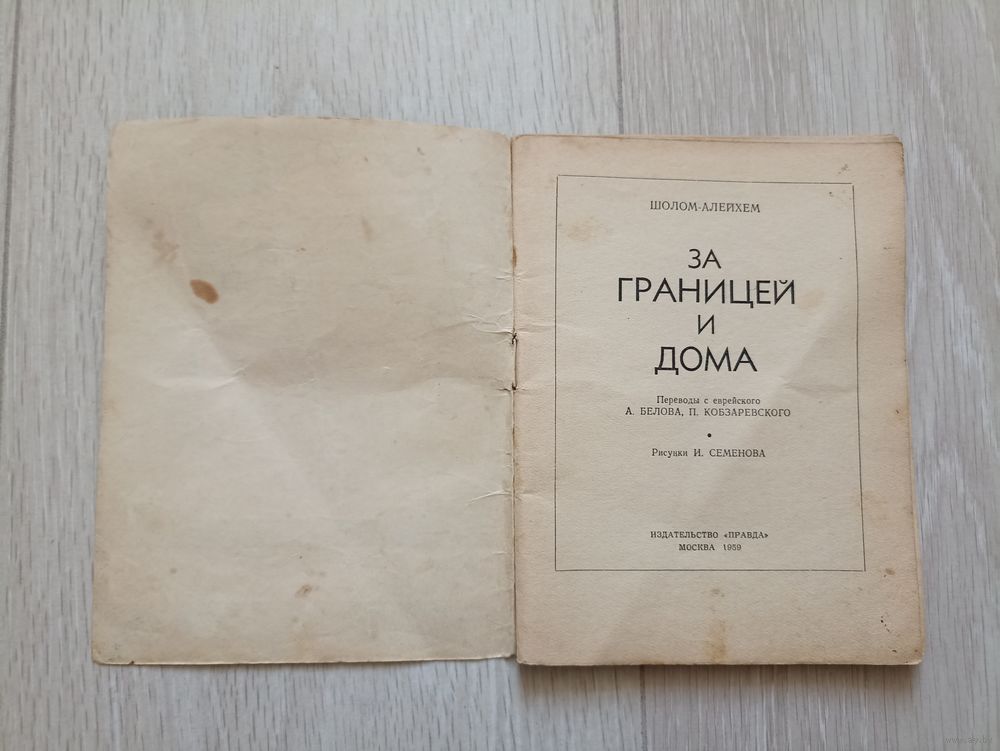 ШОЛОМ-АЛЕЙХЕМ
ЗА
ГРАНИЦЕЙ
И
ДОМА
Переводы с еврейского
А. БЕЛОВА, П. КОБЗАРЕВСКОГО
Рисунки И. СЕМЕНОВА
ИЗДАТЕЛЬСТВО «ПРАВДА»
МОСКВА 1959